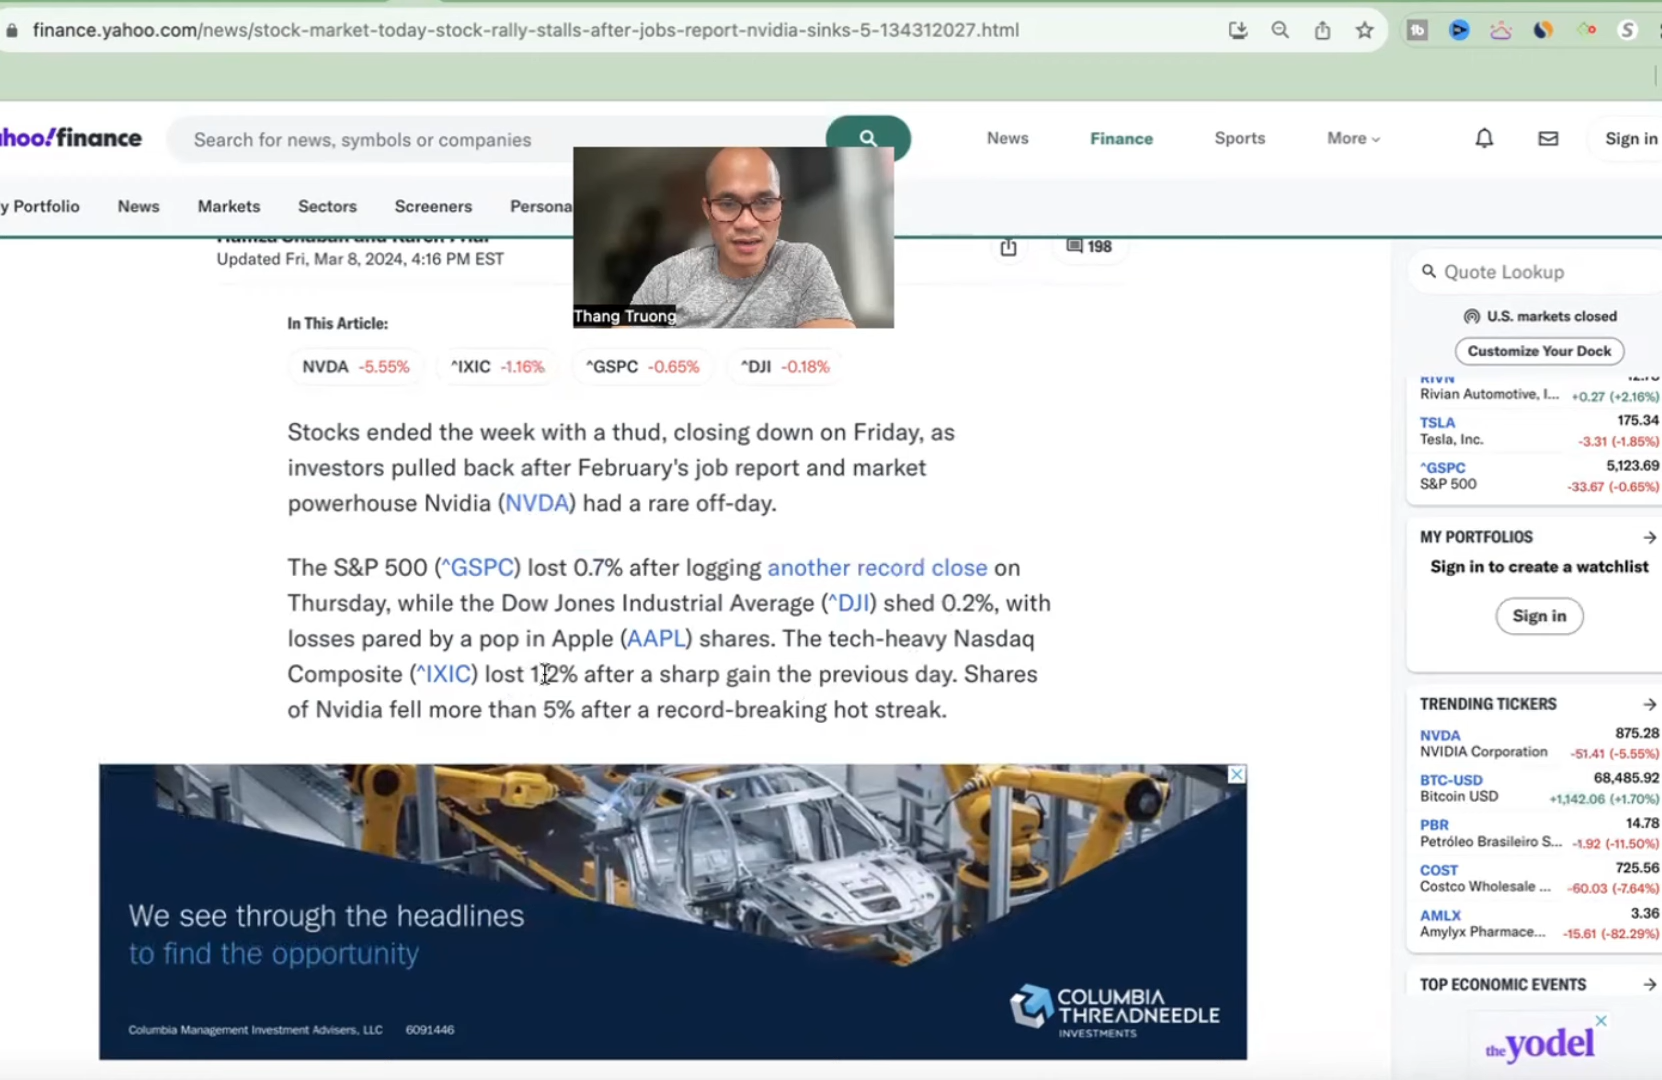 finance.yahoo.com/news/stock-market-today-stock-rally-stalls-after-jobs-report-nvidia-sinks-5-134312027.html
hoo!finance
Search for news, symbols or companies
News
Finance
Sports
More
Sign in
y Portfolio
News
Markets
Sectors
Screeners
Persona
Updated Fri, Mar 8, 2024, 4:16 PM EST
198
Thang Truong
In This Article:
NVDA -5.55%
^IXIC -1.16%
^GSPC -0.65%
^DJI -0.18%
Stocks ended the week with a thud, closing down on Friday, as
investors pulled back after February's job report and market
powerhouse Nvidia (NVDA) had a rare off-day.
The S&P 500 (^GSPC) lost 0.7% after logging another record close on
Thursday, while the Dow Jones Industrial Average (^DJI) shed 0.2%, with
losses pared by a pop in Apple (AAPL) shares. The tech-heavy Nasdaq
Composite (^IXIC) lost 1.2% after a sharp gain the previous day. Shares
of Nvidia fell more than 5% after a record-breaking hot streak.
We see through the headlines
to find the opportunity
Columbia Management Investment Advisers, LLC 6091446
COLUMBIA
THREADNEEDLE
INVESTMENTS
Quote Lookup
U.S. markets closed
Customize Your Dock
RIVN
Rivian Automotive, I... +0.27 (+2.16%)
TSLA 175.34
Tesla, Inc. -3.31 (-1.85%)
^GSPC 5,123.69
S&P 500 -33.67 (-0.65%)
MY PORTFOLIOS
Sign in to create a watchlist
Sign in
TRENDING TICKERS
NVDA 875.28
NVIDIA Corporation -51.41 (-5.55%)
BTC-USD 68,485.92
Bitcoin USD +1,142.06 (+1.70%)
PBR 14.78
Petróleo Brasileiro S... -1.92 (-11.50%)
COST 725.56
Costco Wholesale ... -60.03 (-7.64%)
AMLX 3.36
Amylyx Pharmace... -15.61 (-82.29%)
TOP ECONOMIC EVENTS
the yodel